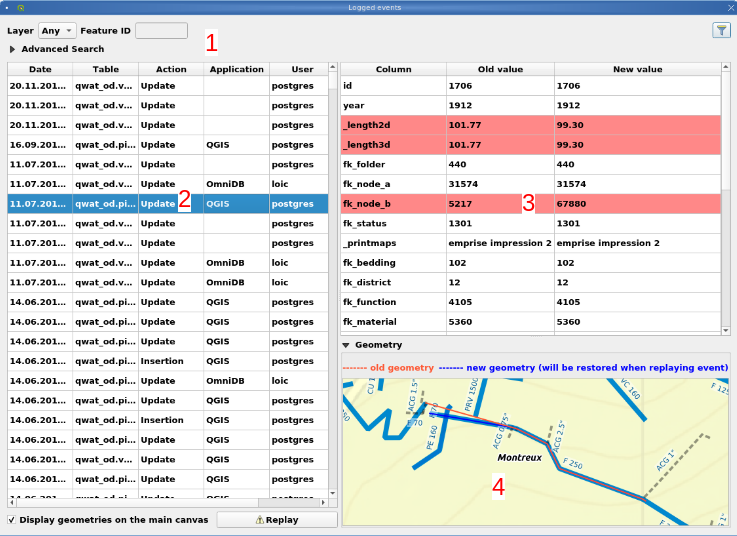 Logged events
Layer Any Feature ID
1
Advanced Search
Date Table Action Application User
20.11.201... qwat_od.v... Update postgres
20.11.201... qwat_od.v... Update postgres
20.11.201... qwat_od.v... Update postgres
16.09.201... qwat_od.pi... Update QGIS postgres
11.07.201... qwat_od.v... Update postgres
11.07.201... qwat_od.v... Update OmniDB loic
11.07.201... qwat_od.pi... Update 2 QGIS postgres
11.07.201... qwat_od.v... Update postgres
11.07.201... qwat_od.v... Update postgres
11.07.201... qwat_od.v... Update OmniDB loic
11.07.201... qwat_od.v... Update OmniDB loic
14.06.201... qwat_od.pi... Update QGIS postgres
14.06.201... qwat_od.pi... Update QGIS postgres
14.06.201... qwat_od.pi... Update QGIS postgres
14.06.201... qwat_od.pi... Insertion QGIS postgres
14.06.201... qwat_od.v... Update OmniDB loic
14.06.201... qwat_od.pi... Update QGIS postgres
14.06.201... qwat_od.pi... Insertion QGIS postgres
14.06.201... qwat_od.pi... Update QGIS postgres
14.06.201... qwat_od.v... Update QGIS postgres
14.06.201... qwat_od.pi... Update QGIS postgres
14.06.201... qwat_od.pi... Update QGIS postgres
Display geometries on the main canvas Replay
Column Old value New value
id 1706 1706
year 1912 1912
_length2d 101.77 99.30
_length3d 101.77 99.30
fk_folder 440 440
fk_node_a 31574 31574
fk_node_b 5217 3 67880
fk_status 1301 1301
_printmaps emprise impression 2 emprise impression 2
fk_bedding 102 102
fk_district 12 12
fk_function 4105 4105
fk_material 5360 5360
Geometry
------- old geometry ------- new geometry (will be restored when replaying event)
CU 1
ACG 1.5"
PRV 150
VC 160
F 12
F 70
PE 160
ACG 2.5"
Montreux
F 250
ACG 1"
4